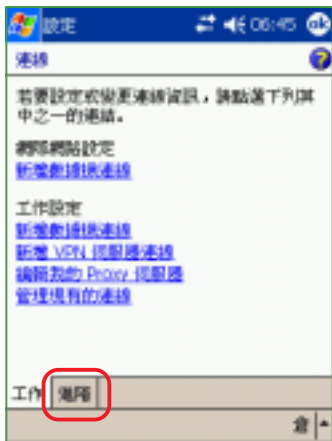 設定
06:45 ok
連線
?
若要設定或變更連線資訊，請點選下列其
中之一的連結。
網際網路設定
新增數據機連線
工作設定
新增數據機連線
新增 VPN 伺服器連線
編輯我的 Proxy 伺服器
管理現有的連線
工作 進階
倉